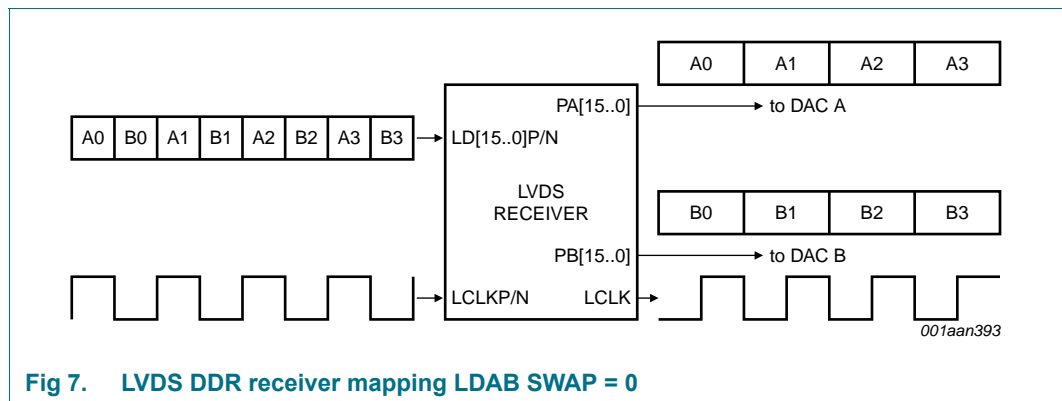 A0 A1 A2 A3
PA[15..0] to DAC A
A0 B0 A1 B1 A2 B2 A3 B3 LD[15..0]P/N
LVDS
RECEIVER
B0 B1 B2 B3
PB[15..0] to DAC B
LCLKP/N LCLK
001aan393
Fig 7. LVDS DDR receiver mapping LDAB SWAP = 0